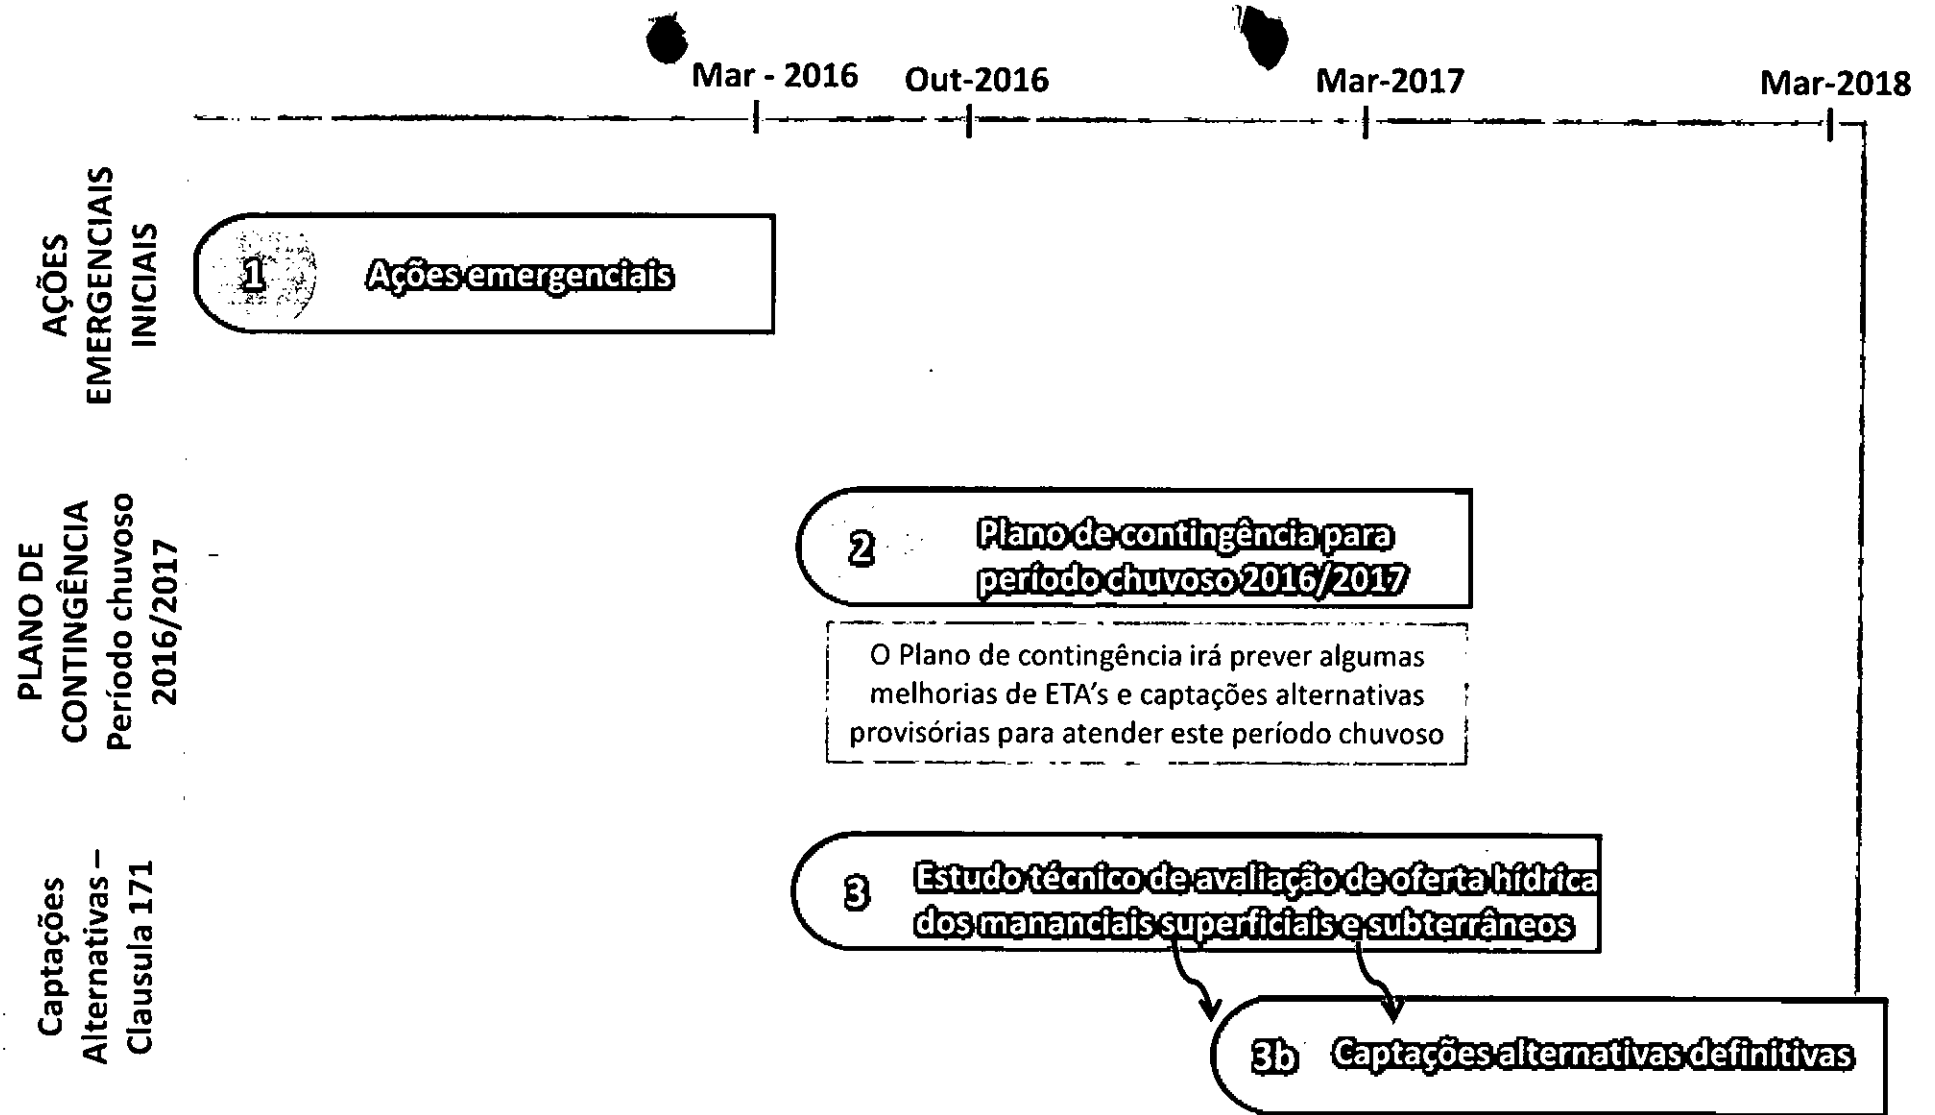 Mar - 2016
Out-2016
Mar-2017
Mar-2018
AÇÕES
EMERGENCIAIS
INICIAIS
1
Ações emergenciais
PLANO DE
CONTINGÊNCIA
Período chuvoso
2016/2017
2
Plano de contingência para
período chuvoso 2016/2017
O Plano de contingência irá prever algumas
melhorias de ETA's e captações alternativas
provisórias para atender este período chuvoso
Captações
Alternativas –
Clausula 171
3
Estudo técnico de avaliação de oferta hídrica
dos mananciais superficiais e subterrâneos
3b
Captações alternativas definitivas